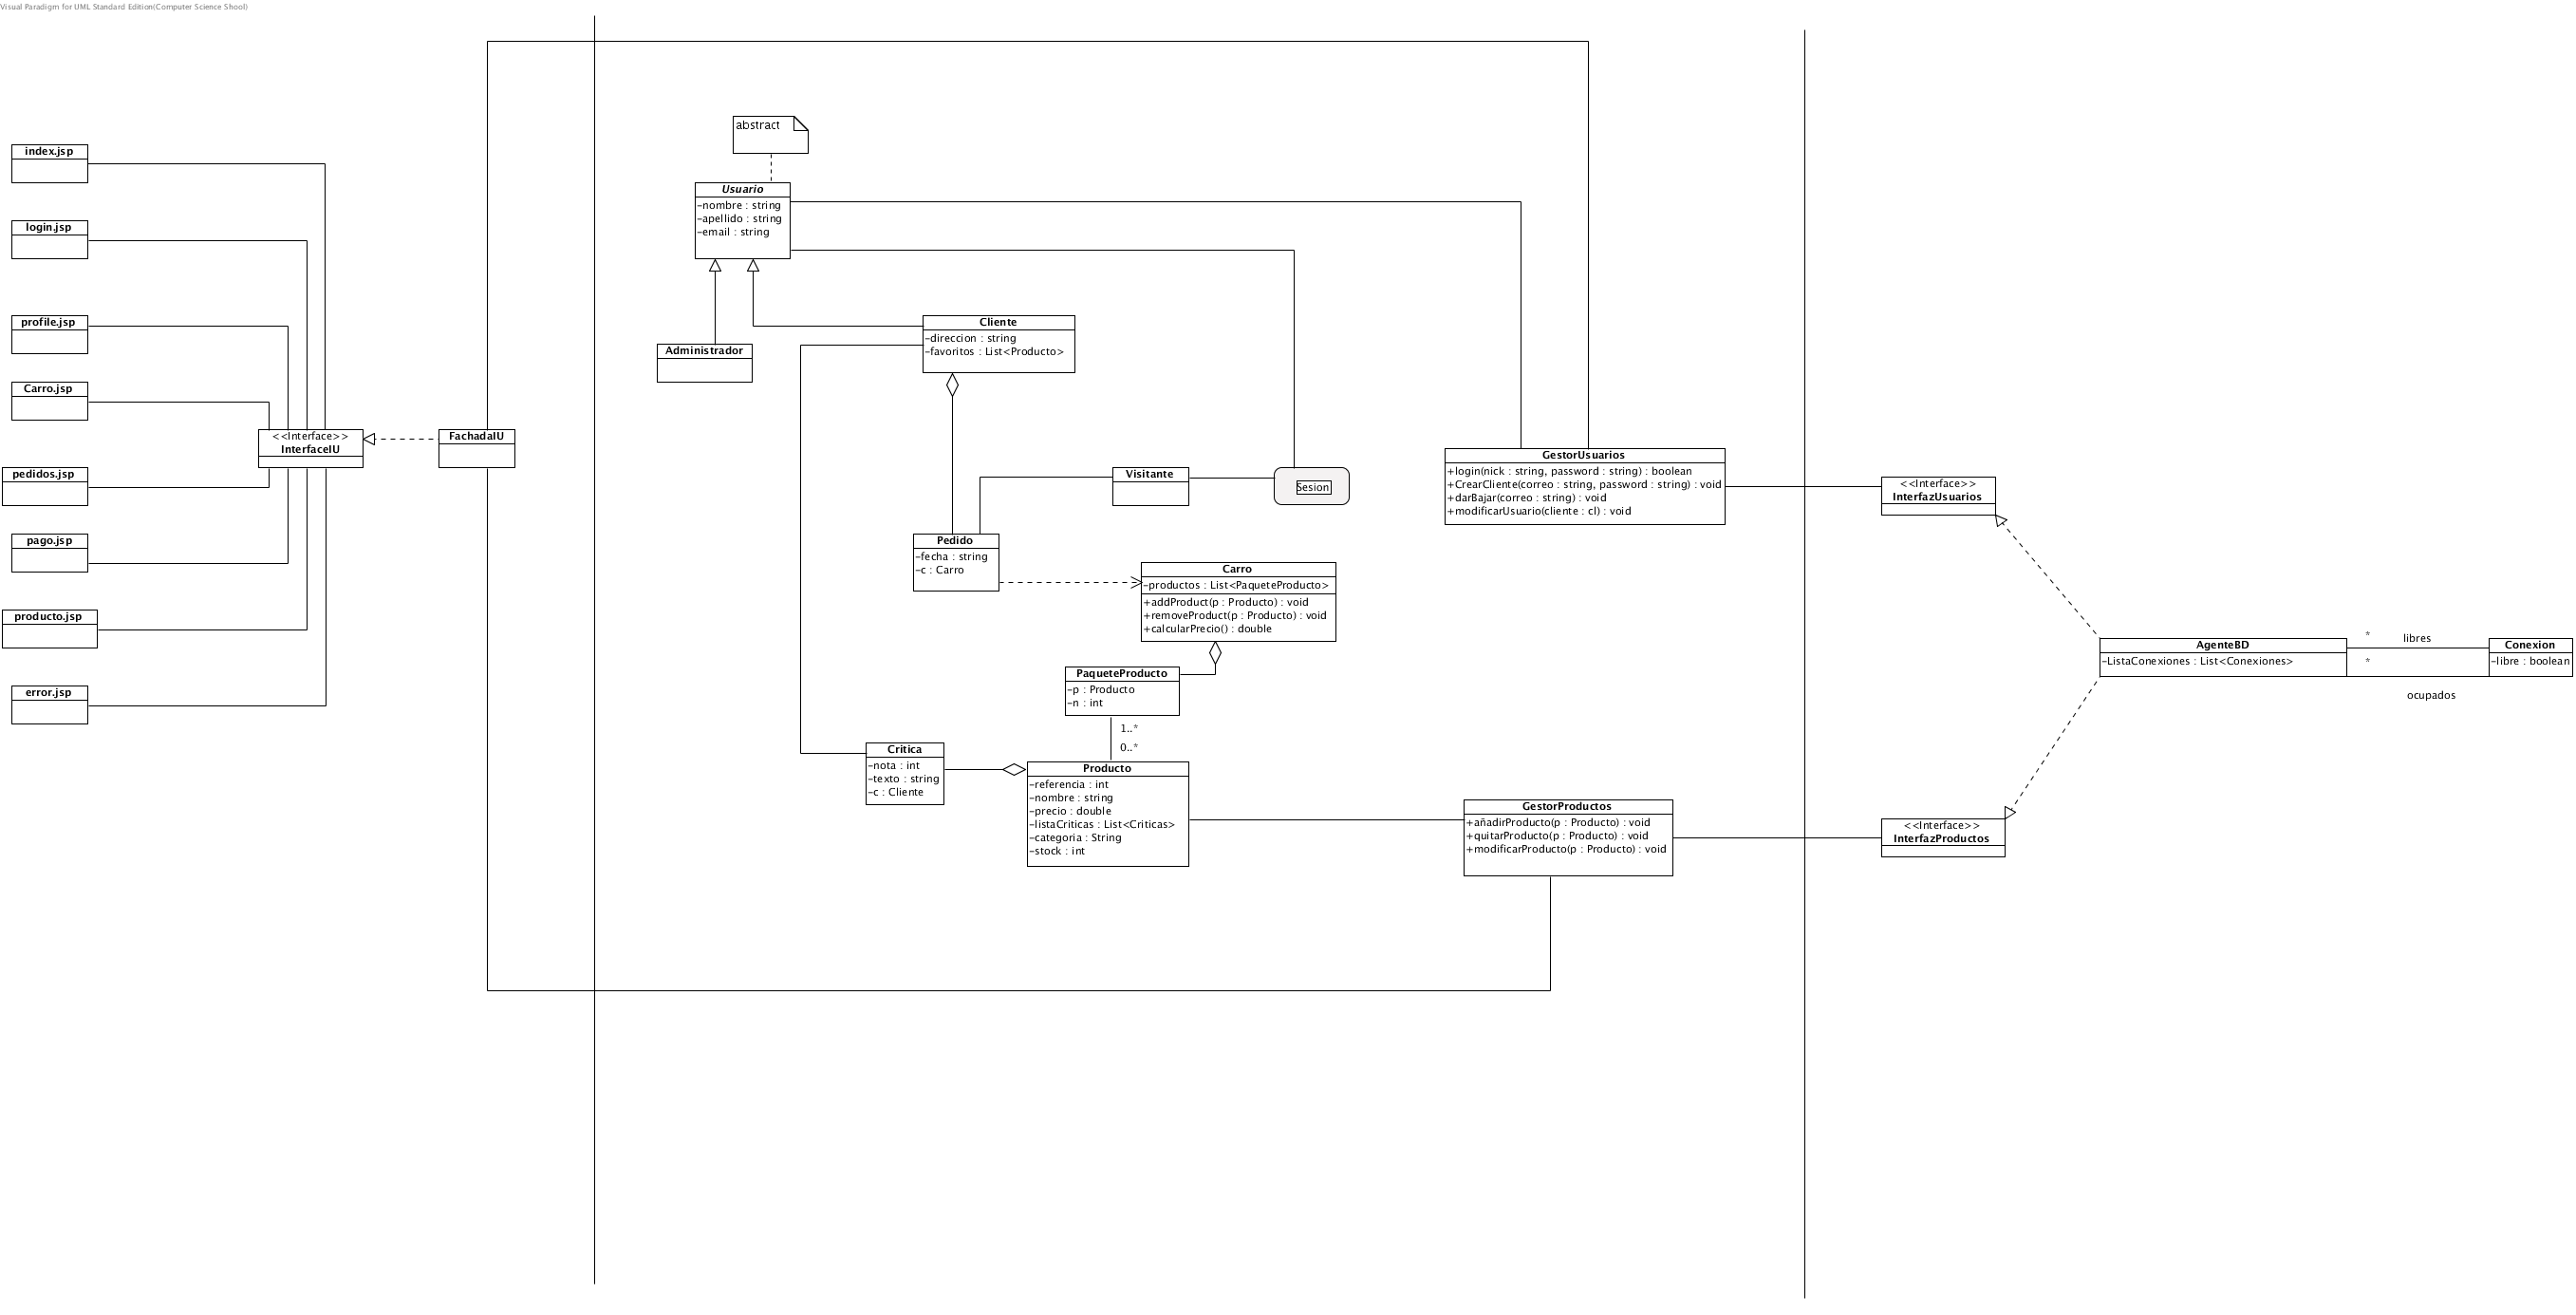 Visual Paradigm for UML Standard Edition(Computer Science Shool)
index.jsp
login.jsp
profile.jsp
Carro.jsp
pedidos.jsp
pago.jsp
producto.jsp
error.jsp
<<Interface>>
InterfaceIU
FachadaIU
abstract
Usuario
-nombre : string
-apellido : string
-email : string
Administrador
Cliente
-direccion : string
-favoritos : List<Producto>
Visitante
Sesion
Pedido
-fecha : string
-c : Carro
Carro
-productos : List<PaqueteProducto>
+addProduct(p : Producto) : void
+removeProduct(p : Producto) : void
+calcularPrecio() : double
PaqueteProducto
-p : Producto
-n : int
1..*
0..*
Critica
-nota : int
-texto : string
-c : Cliente
Producto
-referencia : int
-nombre : string
-precio : double
-listaCriticas : List<Criticas>
-categoria : String
-stock : int
GestorUsuarios
+login(nick : string, password : string) : boolean
+CrearCliente(correo : string, password : string) : void
+darBajar(correo : string) : void
+modificarUsuario(cliente : cl) : void
GestorProductos
+añadirProducto(p : Producto) : void
+quitarProducto(p : Producto) : void
+modificarProducto(p : Producto) : void
<<Interface>>
InterfazUsuarios
<<Interface>>
InterfazProductos
AgenteBD
-ListaConexiones : List<Conexiones>
*
libres
*
ocupados
Conexion
-libre : boolean